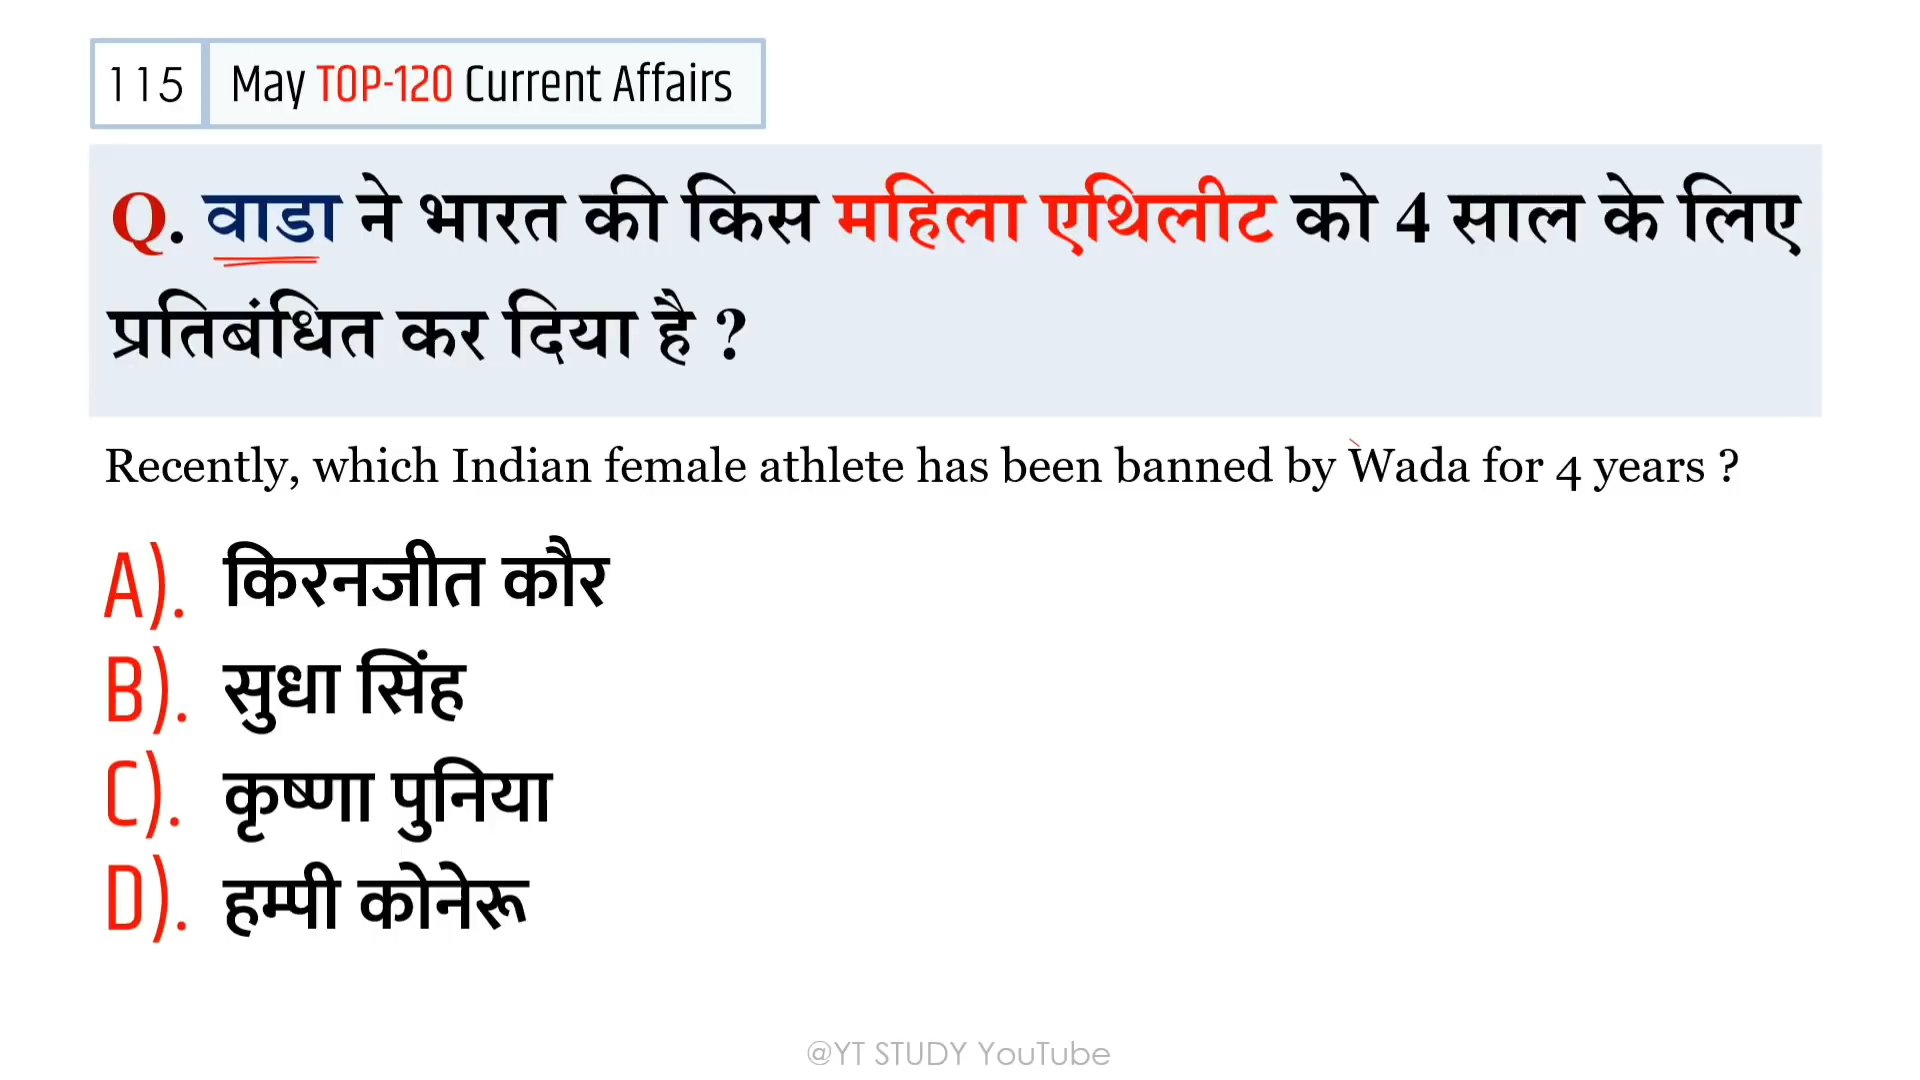 115
May TOP-120 Current Affairs
Q. वाडा ने भारत की किस महिला एथिलीट को 4 साल के लिए
प्रतिबंधित कर दिया है ?
Recently, which Indian female athlete has been banned by Wada for 4 years ?
A). किरनजीत कौर
B). सुधा सिंह
C). कृष्णा पुनिया
D). हम्पी कोनेरू
@YT STUDY YouTube